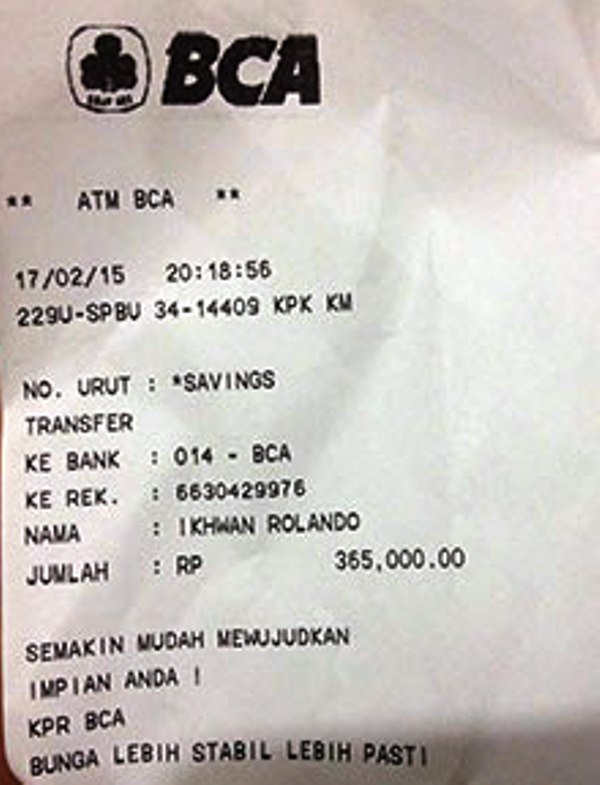 BCA
** ATM BCA **
17/02/15 20:18:56
229U-SPBU 34-14409 KPK KM
NO. URUT : *SAVINGS
TRANSFER
KE BANK : 014 - BCA
KE REK. : 6630429976
NAMA : IKHWAN ROLANDO
JUMLAH : RP 365,000.00
SEMAKIN MUDAH MEWUJUDKAN
IMPIAN ANDA !
KPR BCA
BUNGA LEBIH STABIL LEBIH PASTI